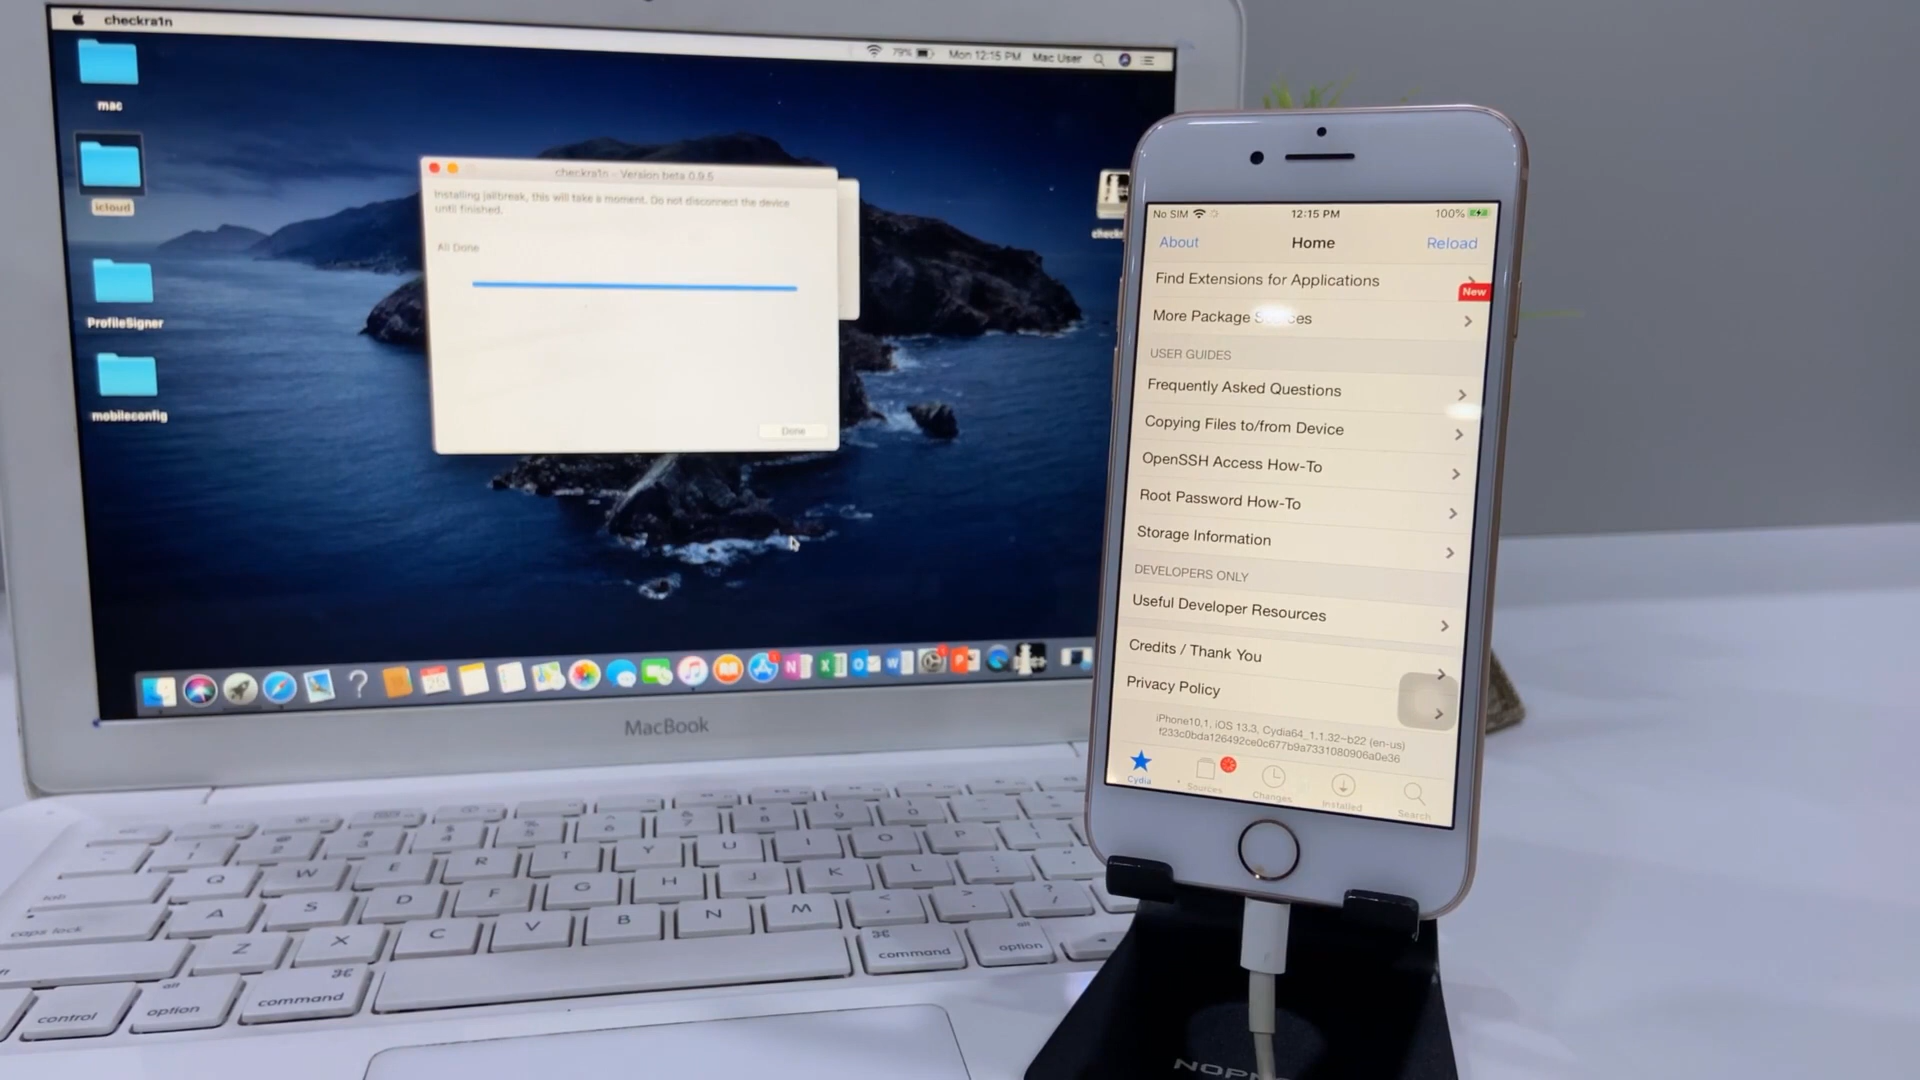 checkra1n
79%
Mon 12:15 PM
Mac User
mac
icloud
ProfileSigner
mobileconfig
checkra1n - Version beta 0.9.5
Installing jailbreak, this will take a moment. Do not disconnect the device
until finished.
All Done
Done
MacBook
No SIM
12:15 PM
100%
About
Home
Reload
Find Extensions for Applications
New
More Package Sources
USER GUIDES
Frequently Asked Questions
Copying Files to/from Device
OpenSSH Access How-To
Root Password How-To
Storage Information
DEVELOPERS ONLY
Useful Developer Resources
Credits / Thank You
Privacy Policy
iPhone10,1, iOS 13.3, Cydia64_1.1.32~b22 (en-us)
f233c0bda126492ce0c677b9a7331080906a0e36
Cydia
Sources
Changes
Installed
Search
Q W E R T Y U I O P
tab
A S D F G H J K L
caps lock
Z X C V B N M
control
alt
option
⌘
command
⌘
command
alt
option